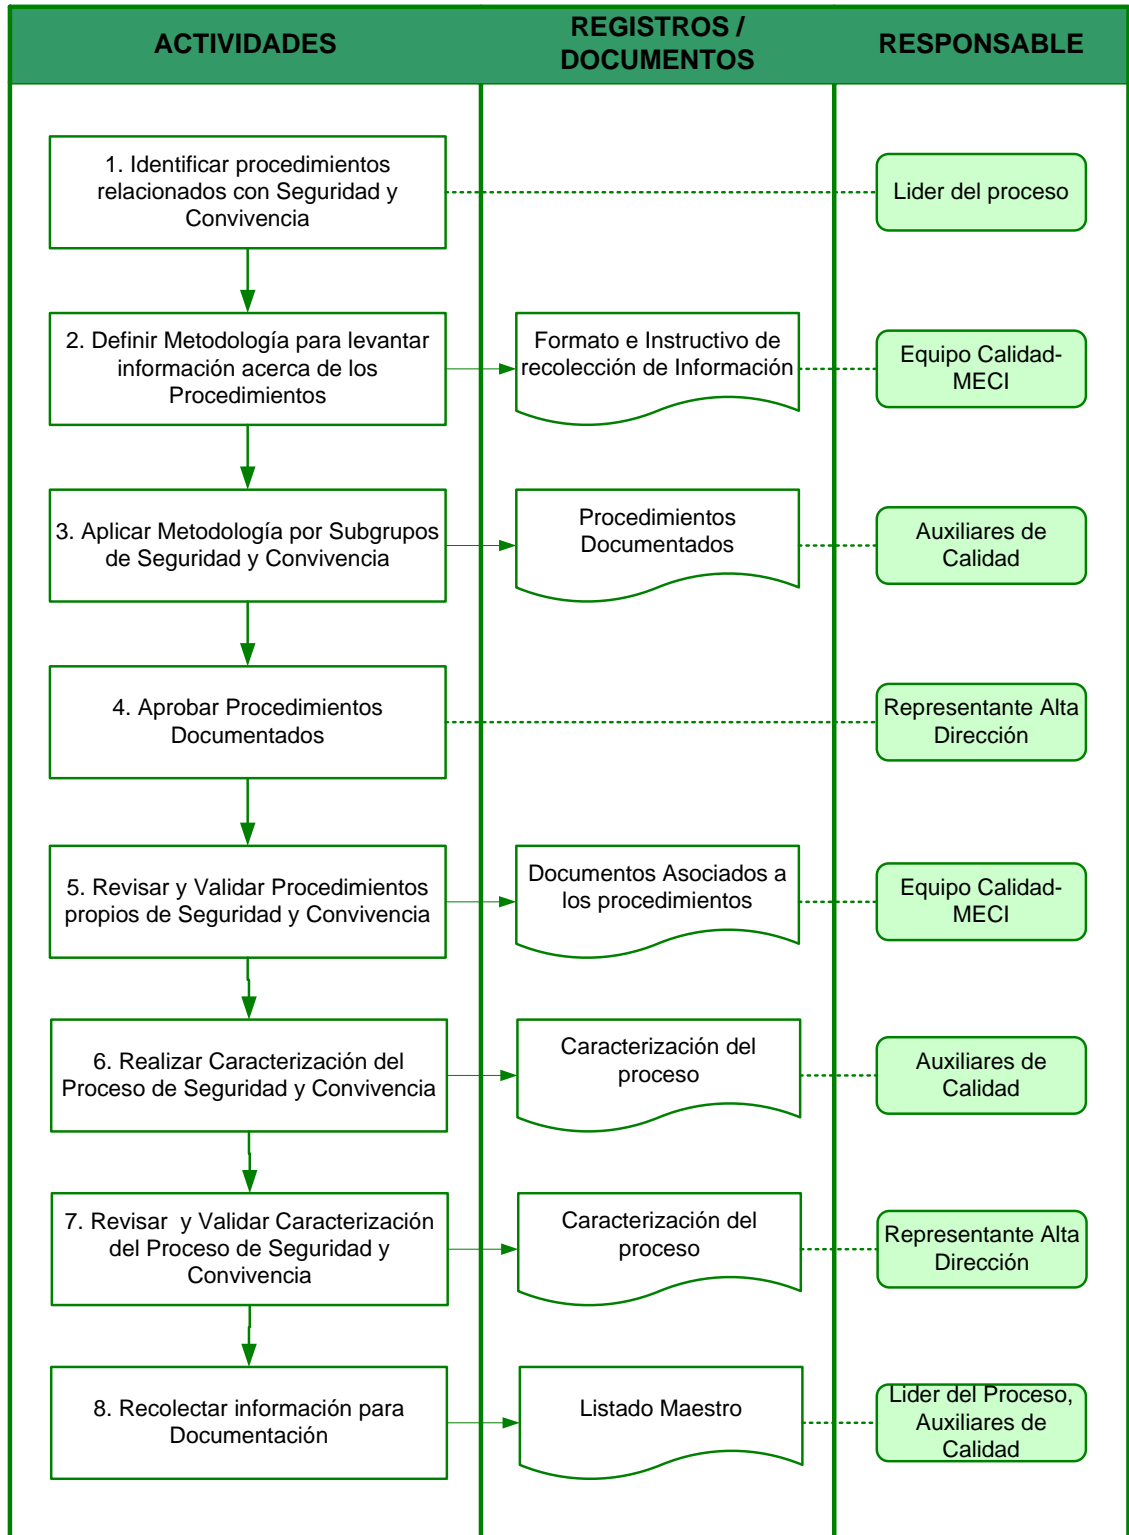 ACTIVIDADES
REGISTROS /
DOCUMENTOS
RESPONSABLE
1. Identificar procedimientos
relacionados con Seguridad y
Convivencia
Lider del proceso
2. Definir Metodología para levantar
información acerca de los
Procedimientos
Formato e Instructivo de
recolección de Información
Equipo Calidad-
MECI
3. Aplicar Metodología por Subgrupos
de Seguridad y Convivencia
Procedimientos
Documentados
Auxiliares de
Calidad
4. Aprobar Procedimientos
Documentados
Representante Alta
Dirección
5. Revisar y Validar Procedimientos
propios de Seguridad y Convivencia
Documentos Asociados a
los procedimientos
Equipo Calidad-
MECI
6. Realizar Caracterización del
Proceso de Seguridad y Convivencia
Caracterización del
proceso
Auxiliares de
Calidad
7. Revisar  y Validar Caracterización
del Proceso de Seguridad y
Convivencia
Caracterización del
proceso
Representante Alta
Dirección
8. Recolectar información para
Documentación
Listado Maestro
Lider del Proceso,
Auxiliares de
Calidad